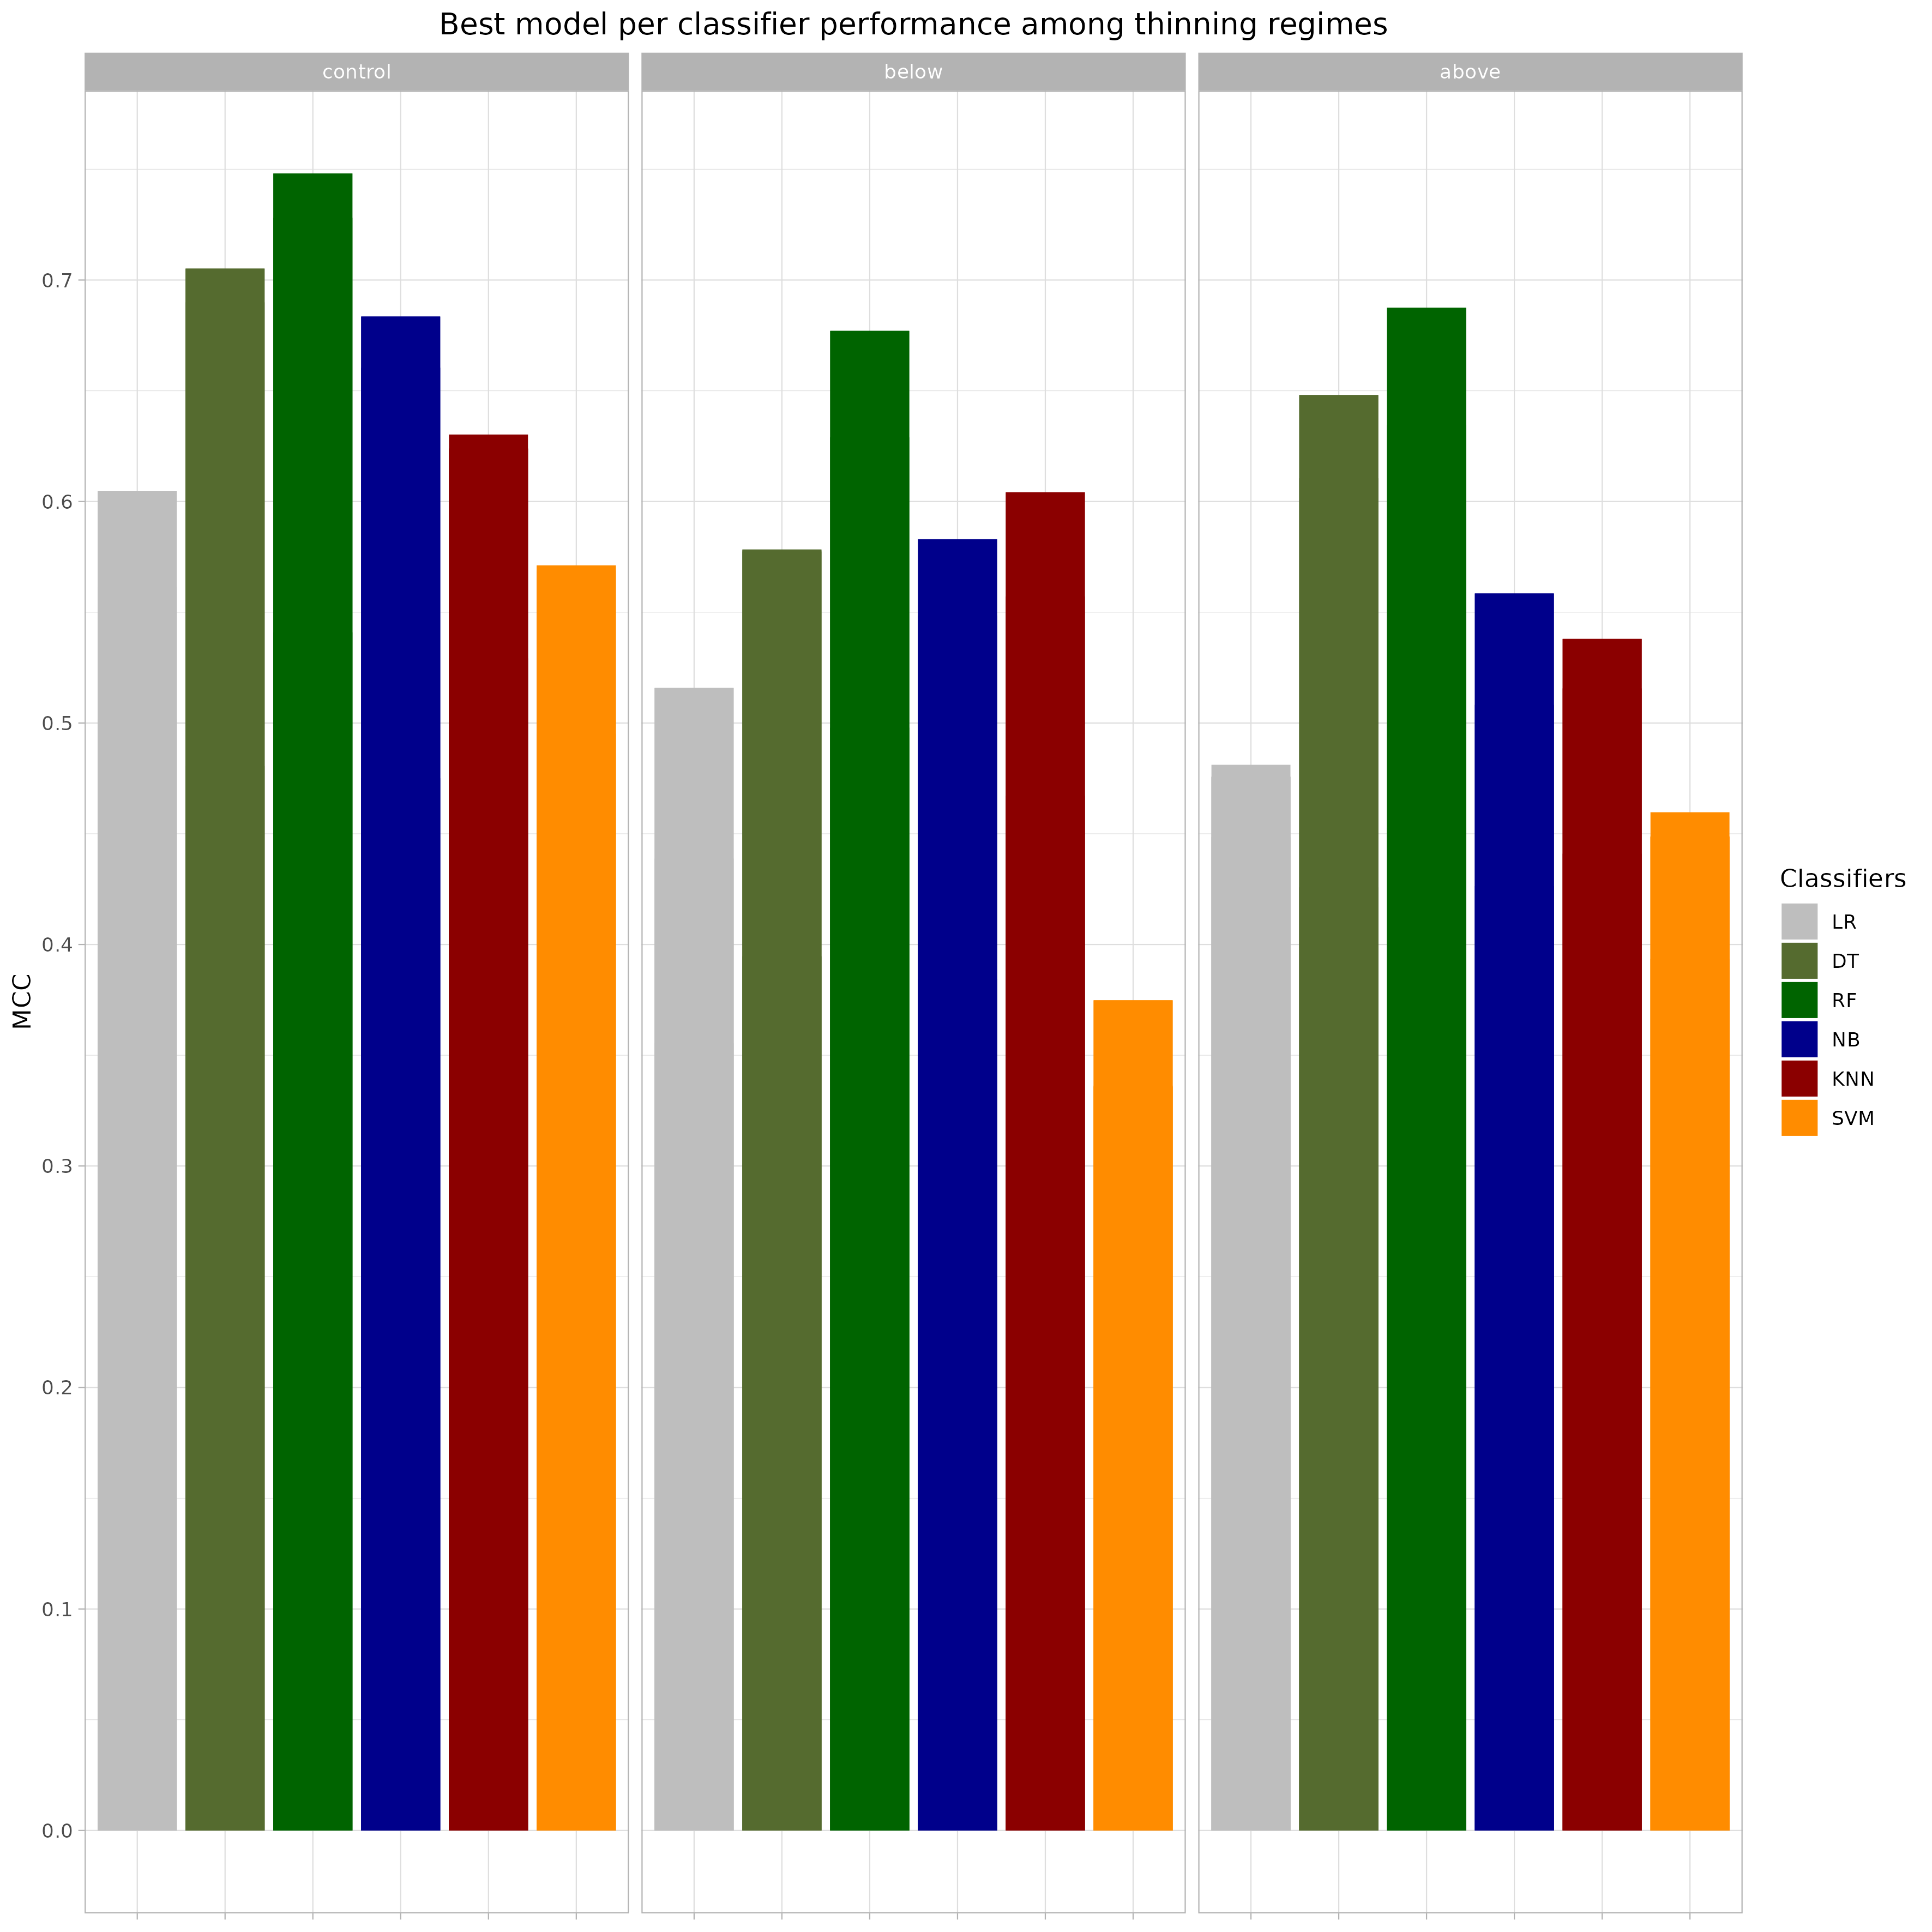 Best model per classifier performance among thinning regimes
control
below
above
0.7
0.6
0.5
0.4
0.3
0.2
0.1
0.0
MCC
Classifiers
LR
DT
RF
NB
KNN
SVM